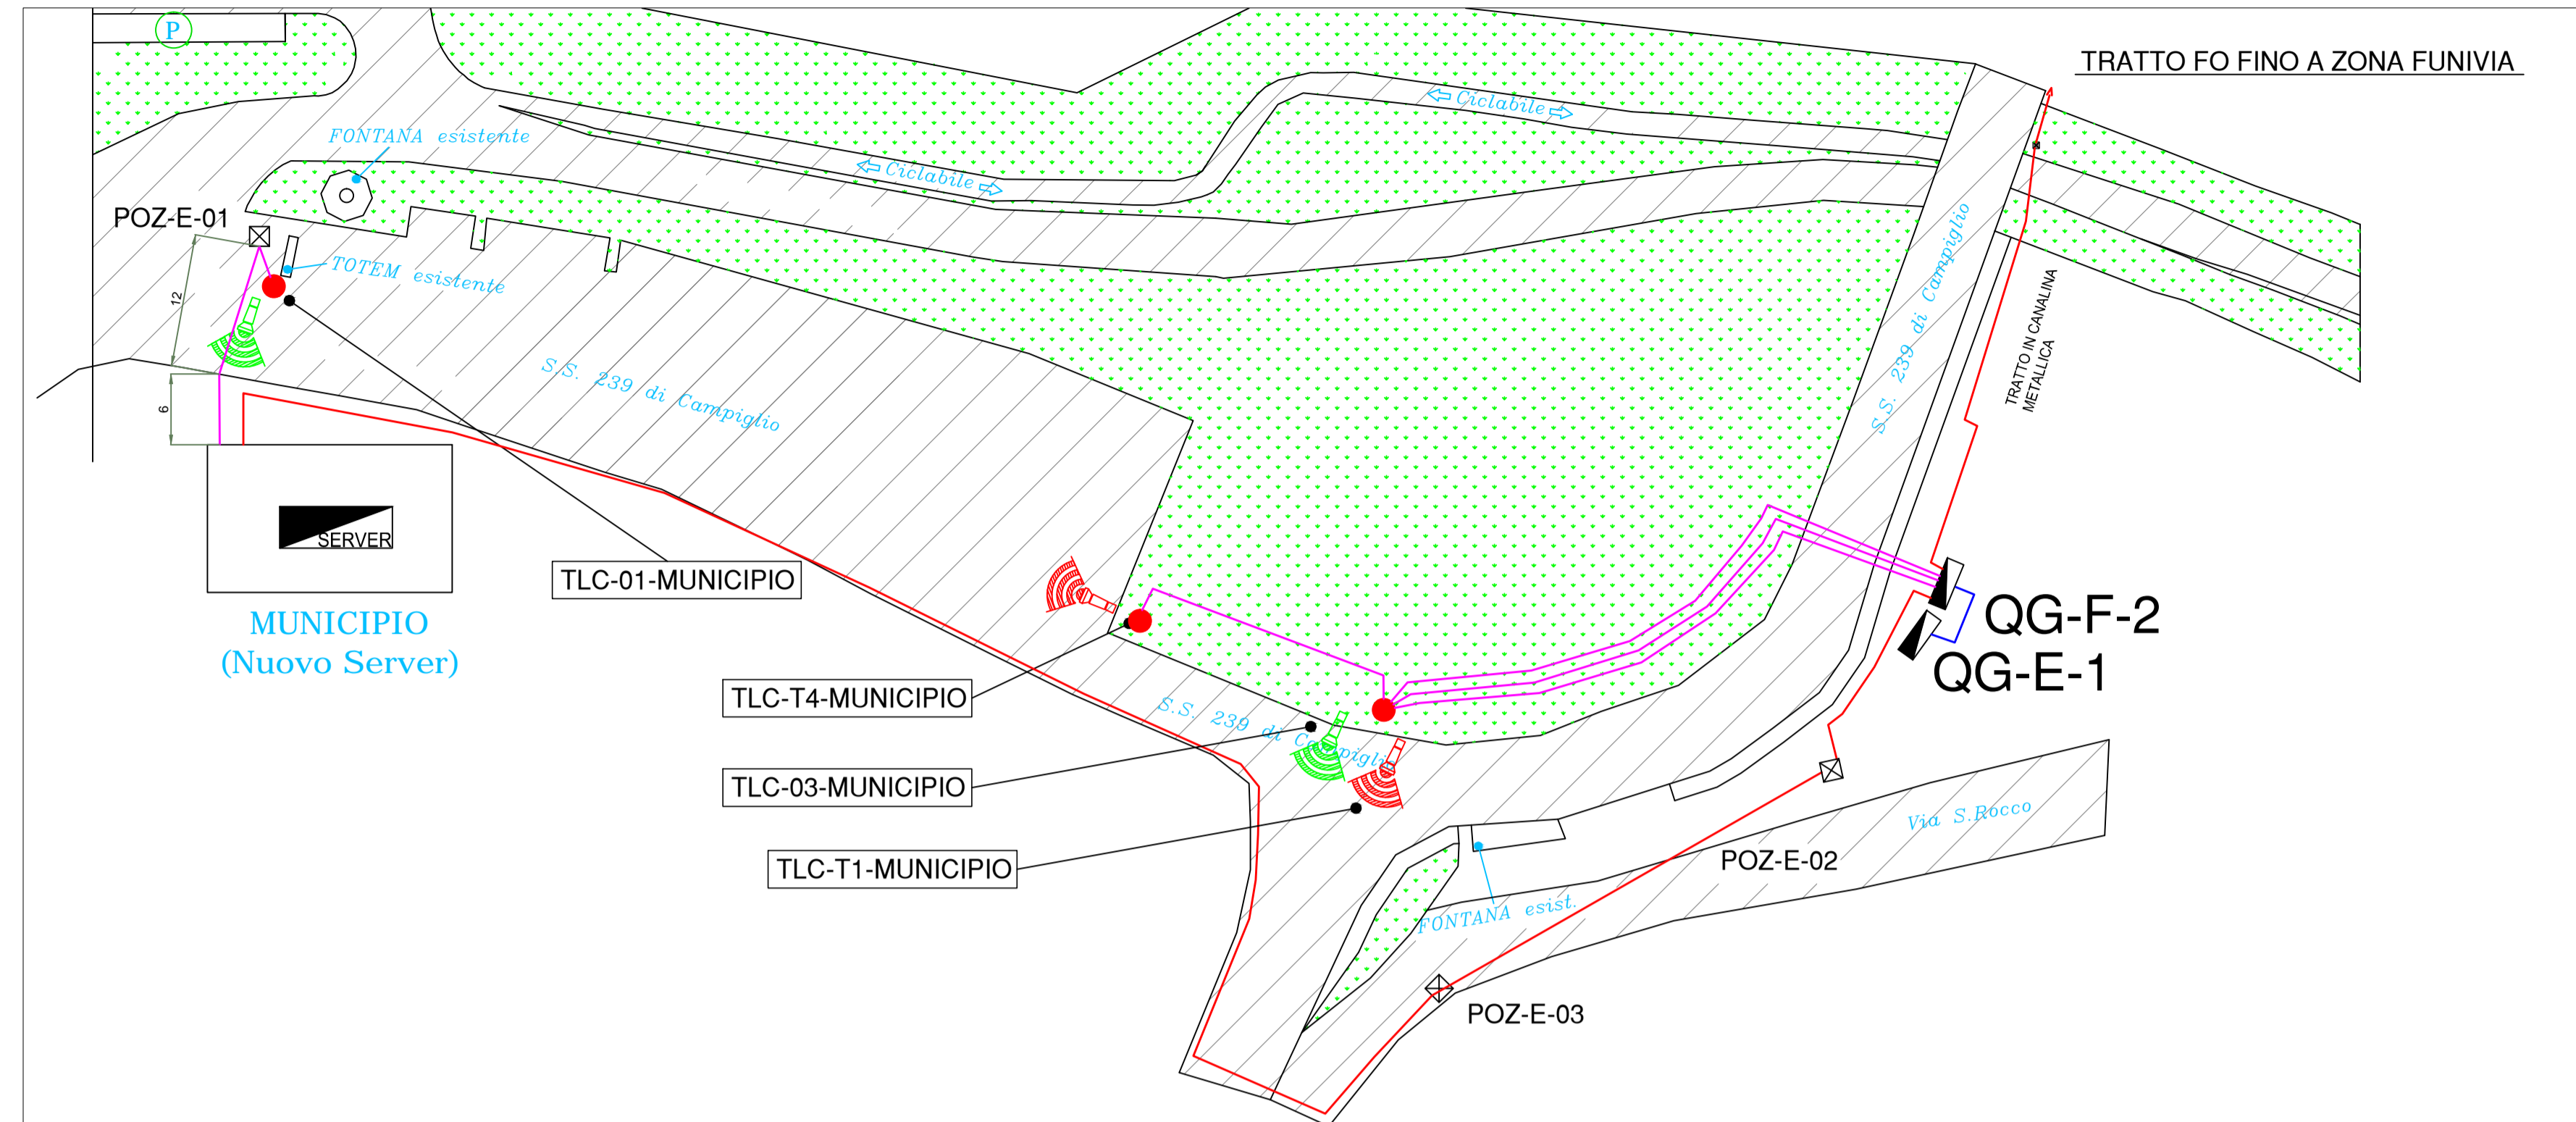 P
TRATTO FO FINO A ZONA FUNIVIA
Ciclabile
FONTANA esistente
Ciclabile
POZ-E-01
TOTEM esistente
12
S.S. 239 di Campiglio
TRATTO IN CANALINA
METALLICA
S.S. 239 di Campiglio
6
SERVER
TLC-01-MUNICIPIO
MUNICIPIO
(Nuovo Server)
QG-F-2
QG-E-1
TLC-T4-MUNICIPIO
S.S. 239 di Campiglio
TLC-03-MUNICIPIO
Via S.Rocco
TLC-T1-MUNICIPIO
POZ-E-02
FONTANA esist.
POZ-E-03